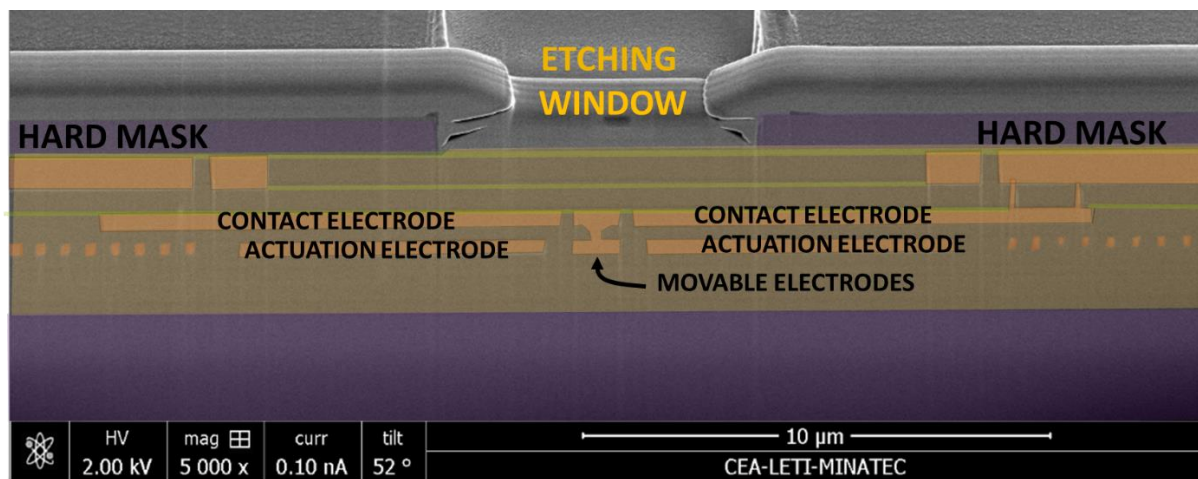 ETCHING
WINDOW
HARD MASK
HARD MASK
CONTACT ELECTRODE
CONTACT ELECTRODE
ACTUATION ELECTRODE
ACTUATION ELECTRODE
MOVABLE ELECTRODES
HV
mag
curr
tilt
10 µm
2.00 kV
5 000 x
0.10 nA
52 °
CEA-LETI-MINATEC